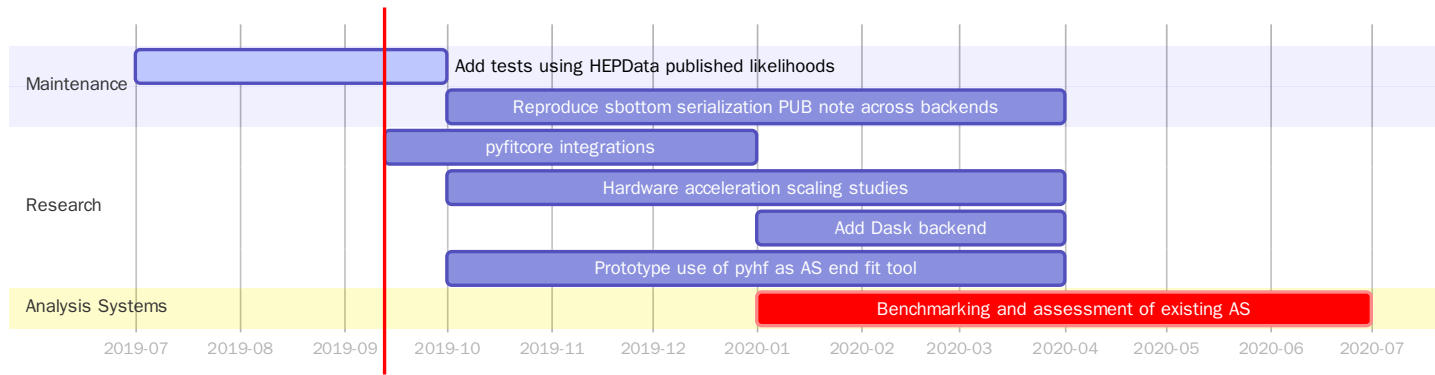 Maintenance
Add tests using HEPData published likelihoods
Reproduce sbottom serialization PUB note across backends
Research
pyfitcore integrations
Hardware acceleration scaling studies
Add Dask backend
Prototype use of pyhf as AS end fit tool
Analysis Systems
Benchmarking and assessment of existing AS
2019-07 2019-08 2019-09 2019-10 2019-11 2019-12 2020-01 2020-02 2020-03 2020-04 2020-05 2020-06 2020-07